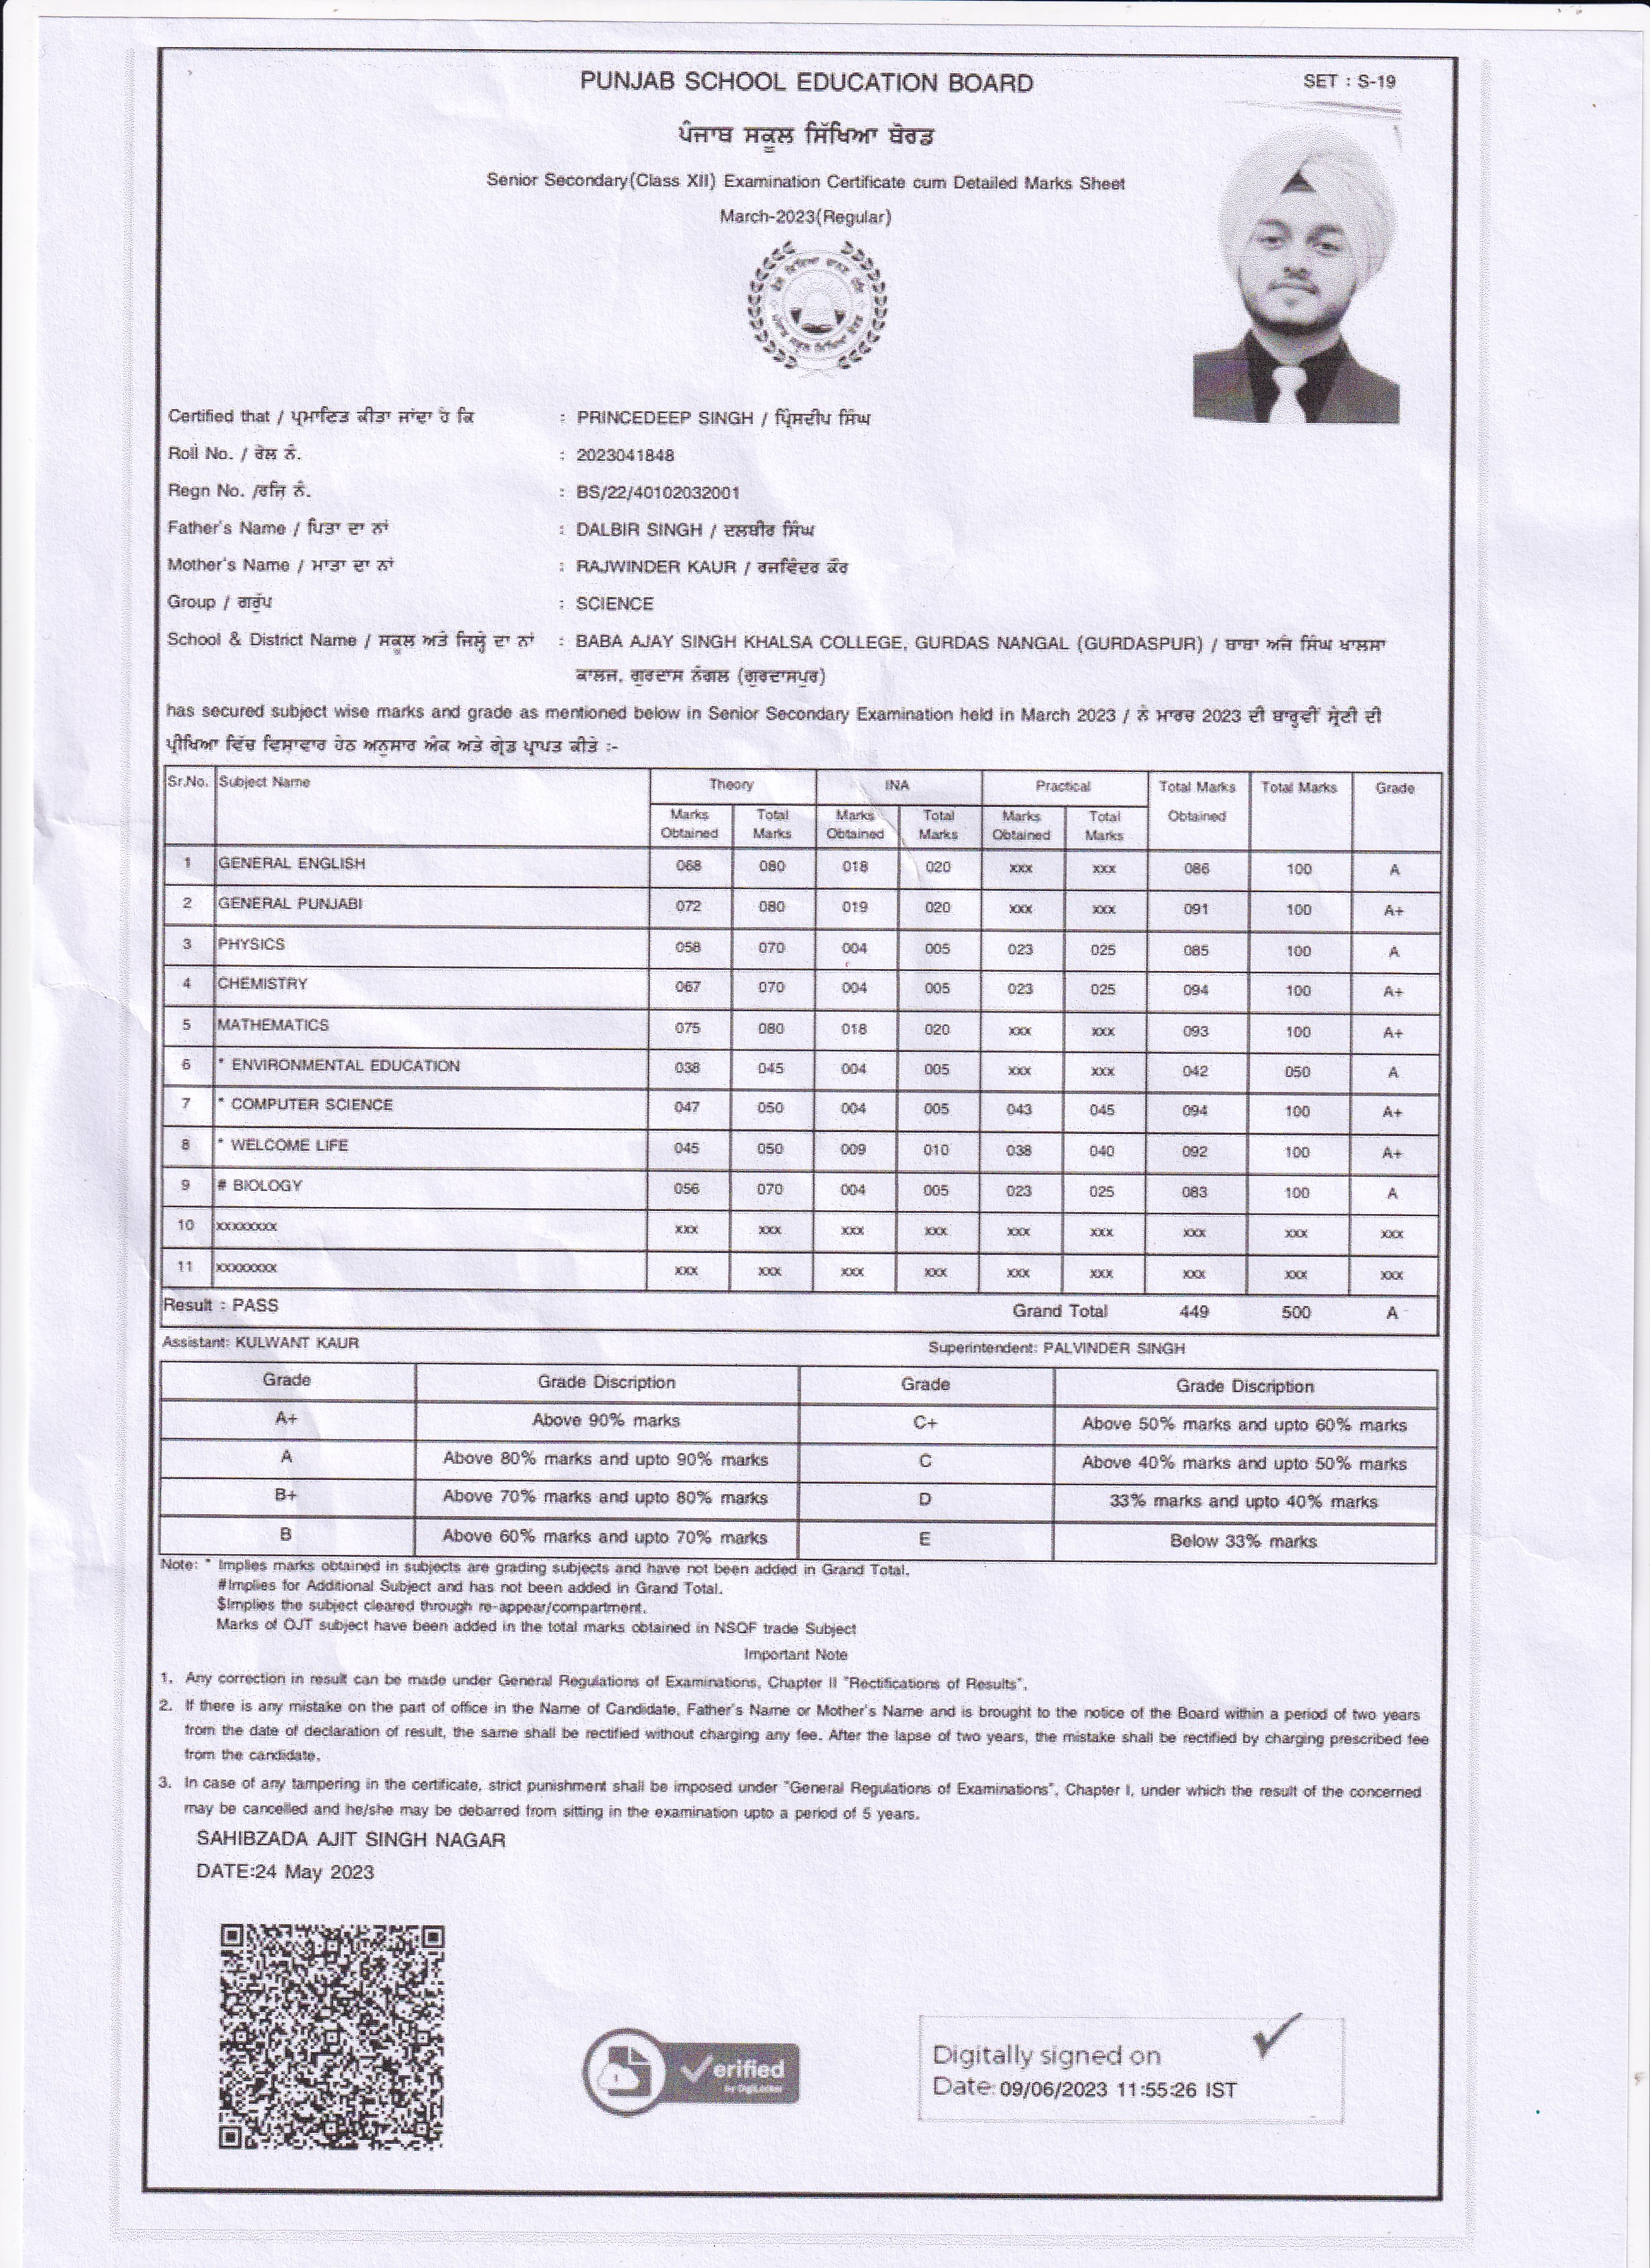 PUNJAB SCHOOL EDUCATION BOARD
SET : S-19
ਪੰਜਾਬ ਸਕੂਲ ਸਿੱਖਿਆ ਬੋਰਡ
Senior Secondary(Class XII) Examination Certificate cum Detailed Marks Sheet
March-2023(Regular)
Certified that / ਪ੍ਰਮਾਣਿਤ ਕੀਤਾ ਜਾਂਦਾ ਹੈ ਕਿ : PRINCEDEEP SINGH / ਪ੍ਰਿੰਸਦੀਪ ਸਿੰਘ
Roll No. / ਰੋਲ ਨੰ. : 2023041848
Regn No. /ਰਜਿ ਨੰ. : BS/22/40102032001
Father's Name / ਪਿਤਾ ਦਾ ਨਾਂ : DALBIR SINGH / ਦਲਬੀਰ ਸਿੰਘ
Mother's Name / ਮਾਤਾ ਦਾ ਨਾਂ : RAJWINDER KAUR / ਰਜਵਿੰਦਰ ਕੌਰ
Group / ਗਰੁੱਪ : SCIENCE
School & District Name / ਸਕੂਲ ਅਤੇ ਜਿਲ੍ਹੇ ਦਾ ਨਾਂ : BABA AJAY SINGH KHALSA COLLEGE, GURDAS NANGAL (GURDASPUR) / ਬਾਬਾ ਅਜੈ ਸਿੰਘ ਖਾਲਸਾ
ਕਾਲਜ, ਗੁਰਦਾਸ ਨੰਗਲ (ਗੁਰਦਾਸਪੁਰ)
has secured subject wise marks and grade as mentioned below in Senior Secondary Examination held in March 2023 / ਨੇ ਮਾਰਚ 2023 ਦੀ ਬਾਰ੍ਹਵੀਂ ਸ਼੍ਰੇਣੀ ਦੀ
ਪ੍ਰੀਖਿਆ ਵਿੱਚ ਵਿਸ਼ਾਵਾਰ ਹੇਠ ਅਨੁਸਾਰ ਅੰਕ ਅਤੇ ਗ੍ਰੇਡ ਪ੍ਰਾਪਤ ਕੀਤੇ :-
Sr.No. Subject Name Theory INA Practical Total Marks Total Marks Grade
Marks Total Marks Total Marks Total Obtained
Obtained Marks Obtained Marks Obtained Marks
1 GENERAL ENGLISH 068 080 018 020 xxx xxx 086 100 A
2 GENERAL PUNJABI 072 080 019 020 xxx xxx 091 100 A+
3 PHYSICS 058 070 004 005 023 025 085 100 A
4 CHEMISTRY 067 070 004 005 023 025 094 100 A+
5 MATHEMATICS 075 080 018 020 xxx xxx 093 100 A+
6 * ENVIRONMENTAL EDUCATION 038 045 004 005 xxx xxx 042 050 A
7 * COMPUTER SCIENCE 047 050 004 005 043 045 094 100 A+
8 * WELCOME LIFE 045 050 009 010 038 040 092 100 A+
9 # BIOLOGY 056 070 004 005 023 025 083 100 A
10 xxxxxxxx xxx xxx xxx xxx xxx xxx xxx xxx xxx
11 xxxxxxxx xxx xxx xxx xxx xxx xxx xxx xxx xxx
Result : PASS Grand Total 449 500 A
Assistant: KULWANT KAUR Superintendent: PALVINDER SINGH
Grade Grade Discription Grade Grade Discription
A+ Above 90% marks C+ Above 50% marks and upto 60% marks
A Above 80% marks and upto 90% marks C Above 40% marks and upto 50% marks
B+ Above 70% marks and upto 80% marks D 33% marks and upto 40% marks
B Above 60% marks and upto 70% marks E Below 33% marks
Note: * Implies marks obtained in subjects are grading subjects and have not been added in Grand Total.
#Implies for Additional Subject and has not been added in Grand Total.
$Implies the subject cleared through re-appear/compartment.
Marks of OJT subject have been added in the total marks obtained in NSQF trade Subject
Important Note
1. Any correction in result can be made under General Regulations of Examinations, Chapter II "Rectifications of Results".
2. If there is any mistake on the part of office in the Name of Candidate, Father's Name or Mother's Name and is brought to the notice of the Board within a period of two years
from the date of declaration of result, the same shall be rectified without charging any fee. After the lapse of two years, the mistake shall be rectified by charging prescribed fee
from the candidate.
3. In case of any tampering in the certificate, strict punishment shall be imposed under "General Regulations of Examinations", Chapter I, under which the result of the concerned
may be cancelled and he/she may be debarred from sitting in the examination upto a period of 5 years.
SAHIBZADA AJIT SINGH NAGAR
DATE:24 May 2023
Verified
by DigiLocker
Digitally signed on
Date: 09/06/2023 11:55:26 IST